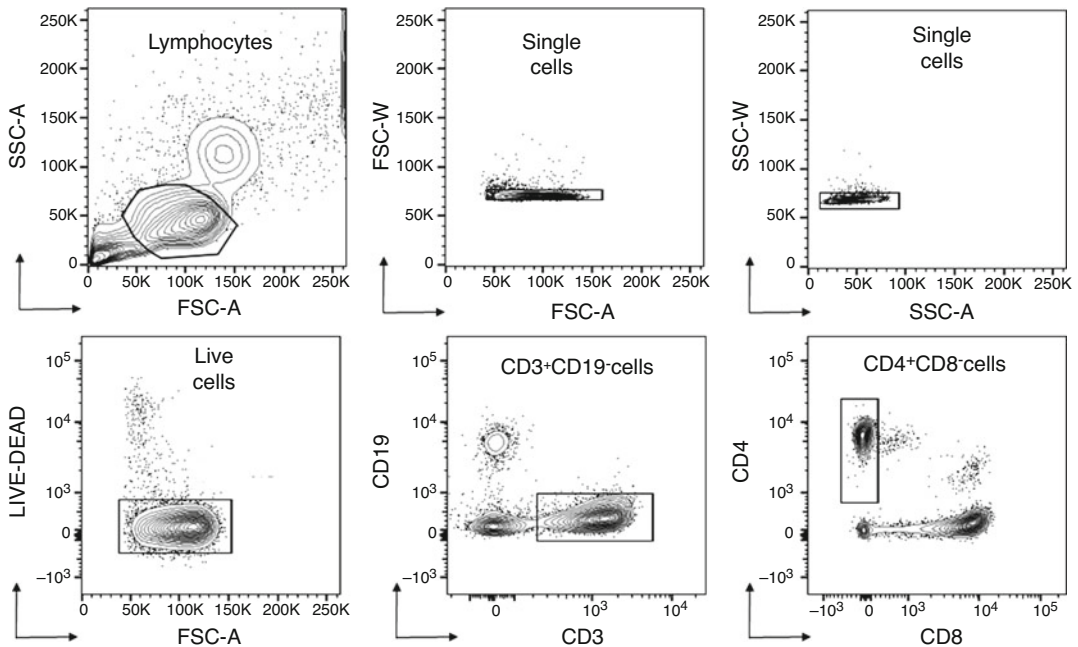 250K
200K
150K
100K
50K
0
SSC-A
Lymphocytes
0 50K 100K 150K 200K 250K
FSC-A
250K
200K
150K
100K
50K
0
FSC-W
Single
cells
0 50K 100K 150K 200K 250K
FSC-A
250K
200K
150K
100K
50K
0
SSC-W
Single
cells
0 50K 100K 150K 200K 250K
SSC-A
10⁵
10⁴
10³
0
–10³
LIVE-DEAD
Live
cells
0 50K 100K 150K 200K 250K
FSC-A
10⁵
10⁴
10³
0
–10³
CD19
CD3⁺CD19⁻cells
0 10³ 10⁴
CD3
10⁵
10⁴
10³
0
–10³
CD4
CD4⁺CD8⁻cells
–10³ 0 10³ 10⁴ 10⁵
CD8